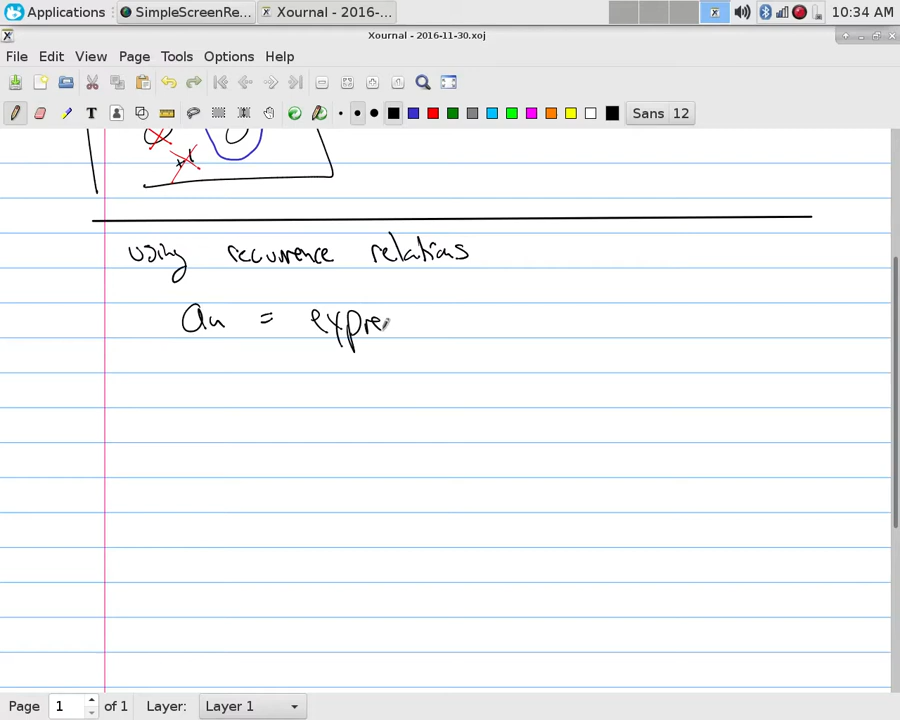 Applications
SimpleScreenRe...
Xournal - 2016-...
10:34 AM
Xournal - 2016-11-30.xoj
File Edit View Page Tools Options Help
T
Sans 12
+1
using recurrence relations
an = expre
Page 1 of 1 Layer: Layer 1